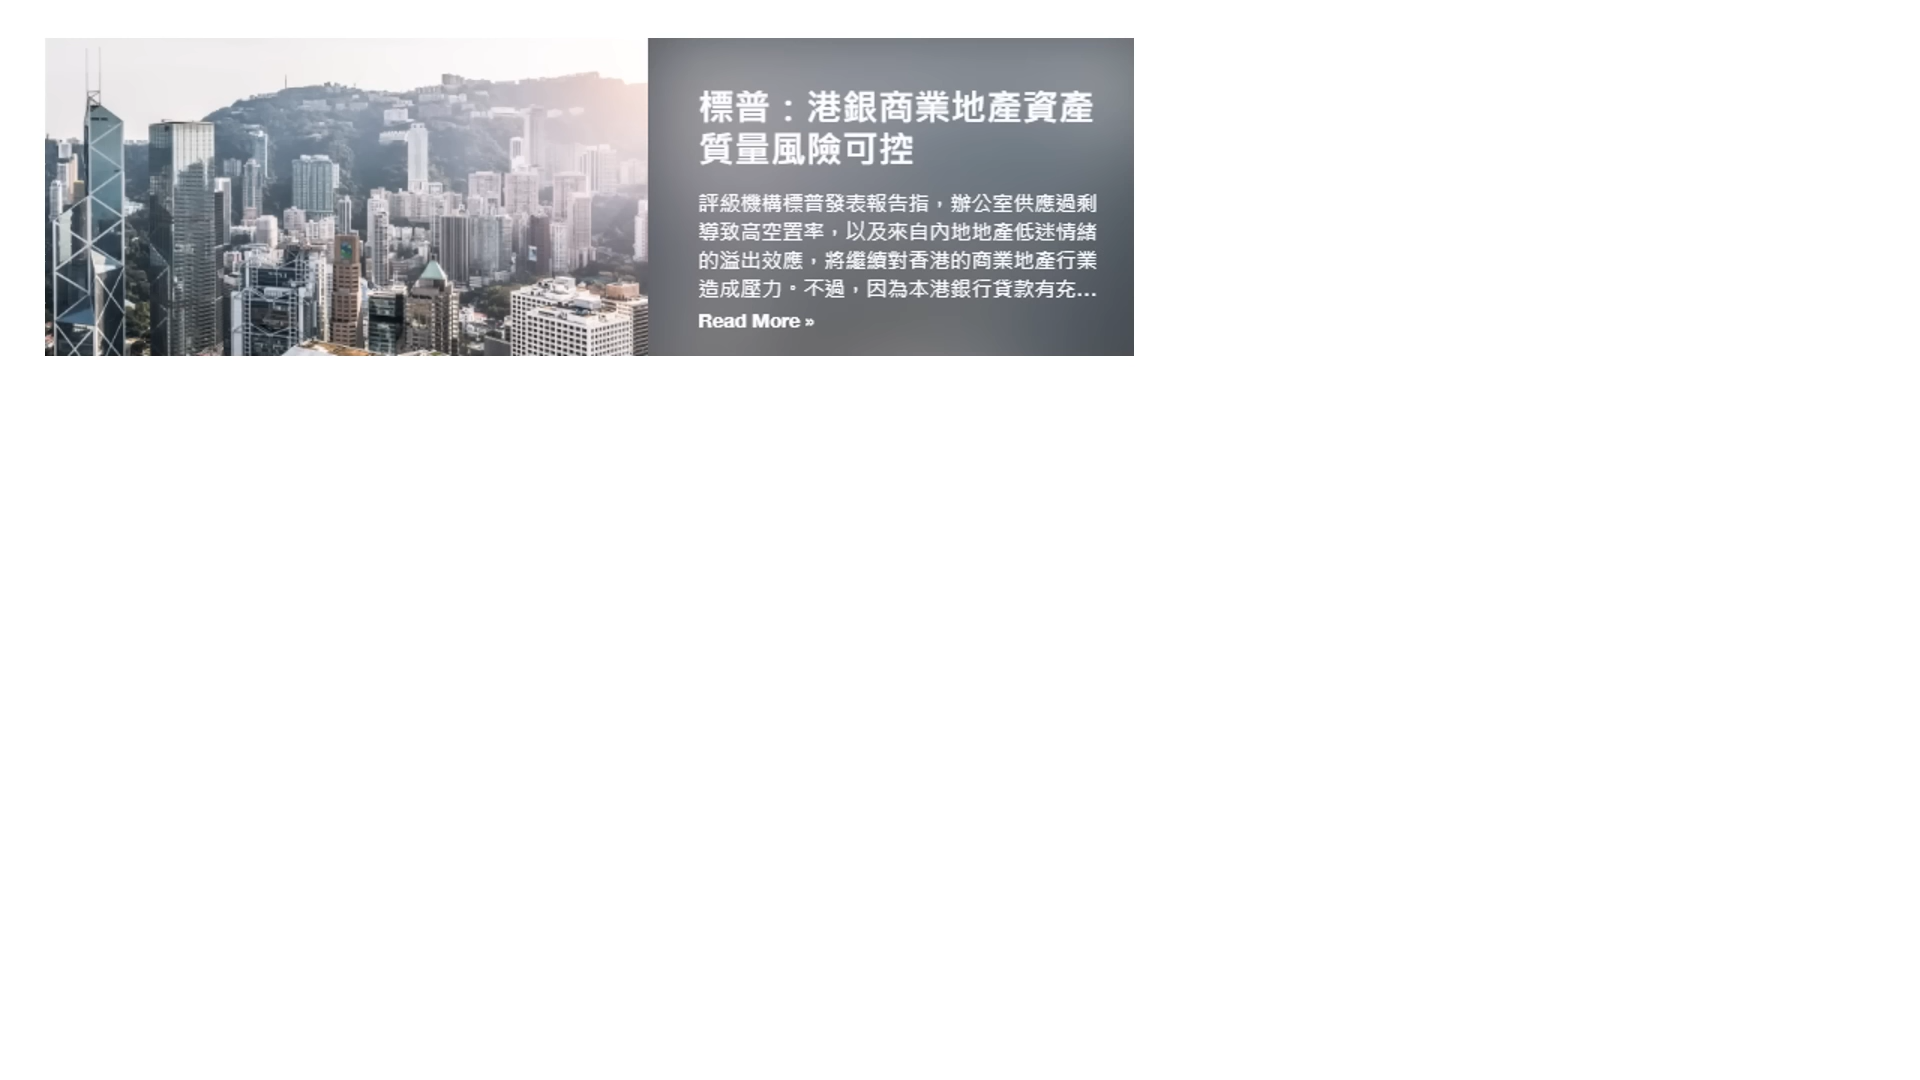 標普：港銀商業地產資產
質量風險可控
評級機構標普發表報告指，辦公室供應過剩
導致高空置率，以及來自內地地產低迷情緒
的溢出效應，將繼續對香港的商業地產行業
造成壓力。不過，因為本港銀行貸款有充...
Read More »